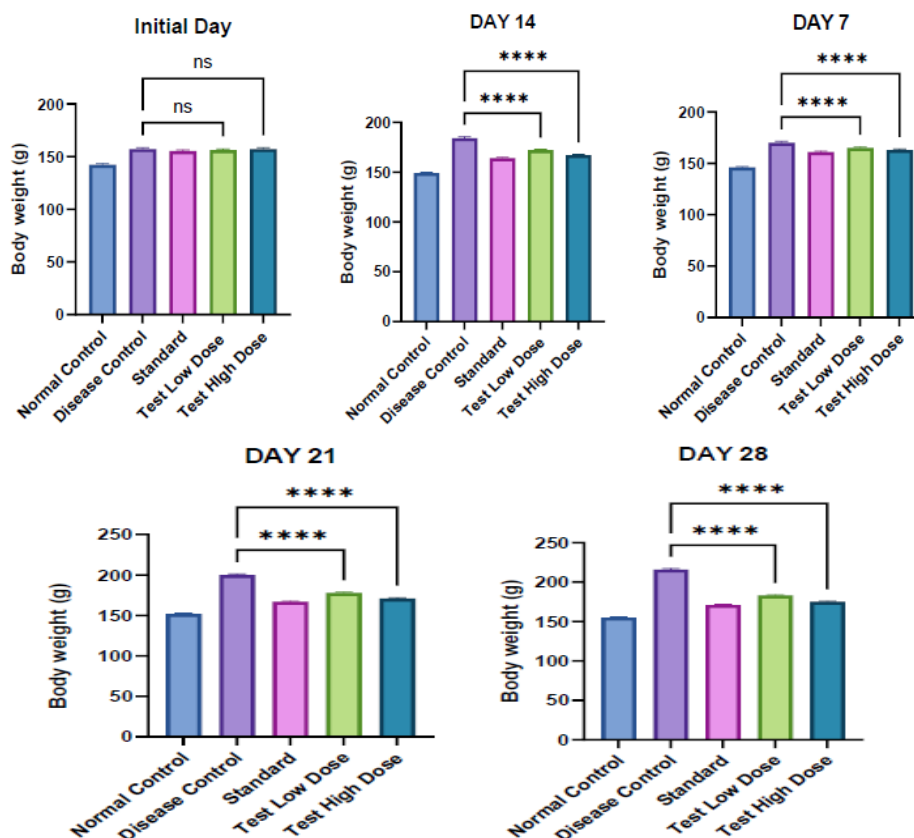 Initial Day
ns
ns
Body weight (g)
200
150
100
50
0
Normal Control
Disease Control
Standard
Test Low Dose
Test High Dose
DAY 14
****
****
Body weight (g)
200
150
100
50
0
Normal Control
Disease Control
Standard
Test Low Dose
Test High Dose
DAY 7
****
****
Body weight (g)
200
150
100
50
0
Normal Control
Disease Control
Standard
Test Low Dose
Test High Dose
DAY 21
****
****
Body weight (g)
250
200
150
100
50
0
Normal Control
Disease Control
Standard
Test Low Dose
Test High Dose
DAY 28
****
****
Body weight (g)
250
200
150
100
50
0
Normal Control
Disease Control
Standard
Test Low Dose
Test High Dose